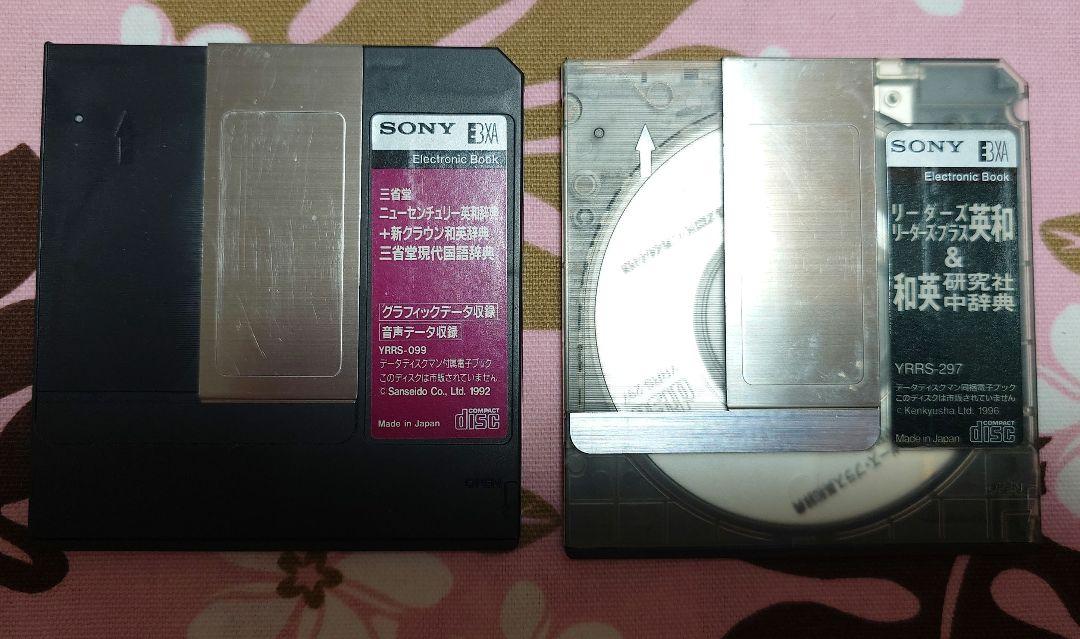 SONY EBXA
Electronic Book
三省堂
ニューセンチュリー英和辞典
+新クラウン和英辞典
三省堂現代国語辞典
グラフィックデータ収録
音声データ収録
YRRS-099
データディスクマン付属電子ブック
このディスクは市販されていません
© Sanseido Co., Ltd. 1992
Made in Japan COMPACT disc
OPEN
SONY EBXA
Electronic Book
リーダーズ
リーダーズプラス英和
&
和英研究社
中辞典
YRRS-297
データディスクマン同梱電子ブック
このディスクは市販されていません
© Kenkyusha Ltd. 1996
Made in Japan COMPACT disc
OPEN